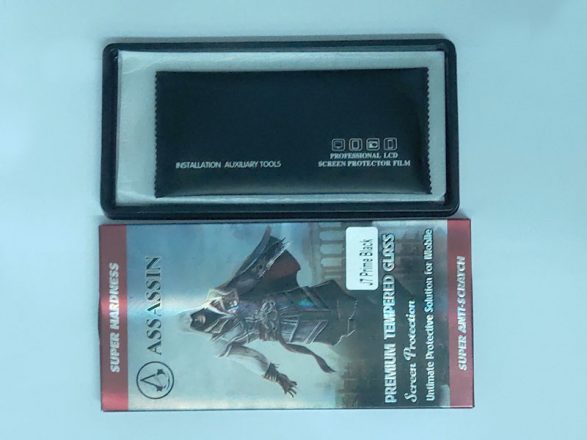 INSTALLATION AUXILIARY TOOLS
PROFESSIONAL LCD
SCREEN PROTECTOR FILM
SUPER HARDNESS
ASSASSIN
J7 Prime Black
PREMIUM TEMPERED GLASS
Screen Protection
Untimate Protective Solution for Mobile
SUPER ANTI-SCRATCH